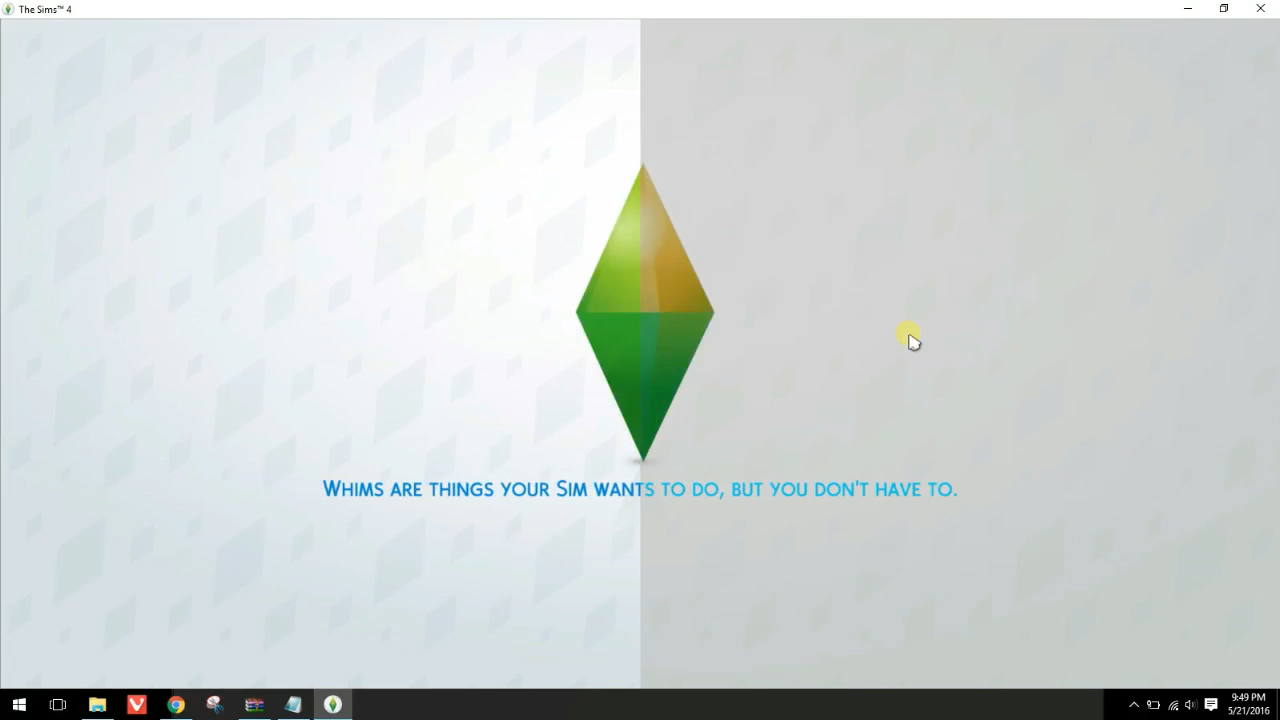 The Sims™ 4
WHIMS ARE THINGS YOUR SIM WANTS TO DO, BUT YOU DON'T HAVE TO.
9:49 PM
5/21/2016